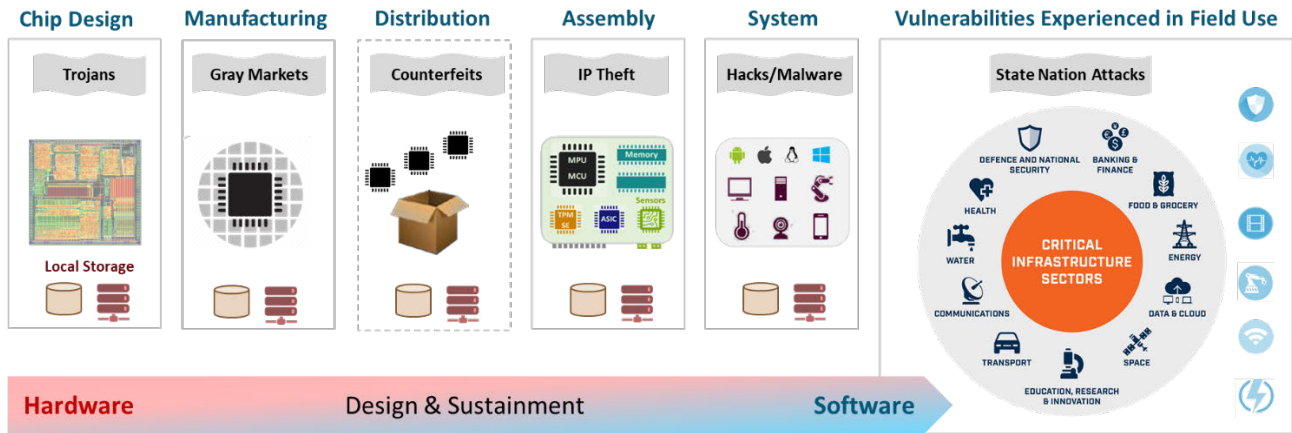 Chip Design
Manufacturing
Distribution
Assembly
System
Vulnerabilities Experienced in Field Use
Trojans
Gray Markets
Counterfeits
IP Theft
Hacks/Malware
State Nation Attacks
Local Storage
MPU
MCU
Memory
Sensors
TPM
SE
ASIC
DEFENCE AND NATIONAL
SECURITY
BANKING &
FINANCE
HEALTH
FOOD & GROCERY
WATER
ENERGY
COMMUNICATIONS
DATA & CLOUD
TRANSPORT
SPACE
EDUCATION, RESEARCH
& INNOVATION
CRITICAL
INFRASTRUCTURE
SECTORS
Hardware
Design & Sustainment
Software